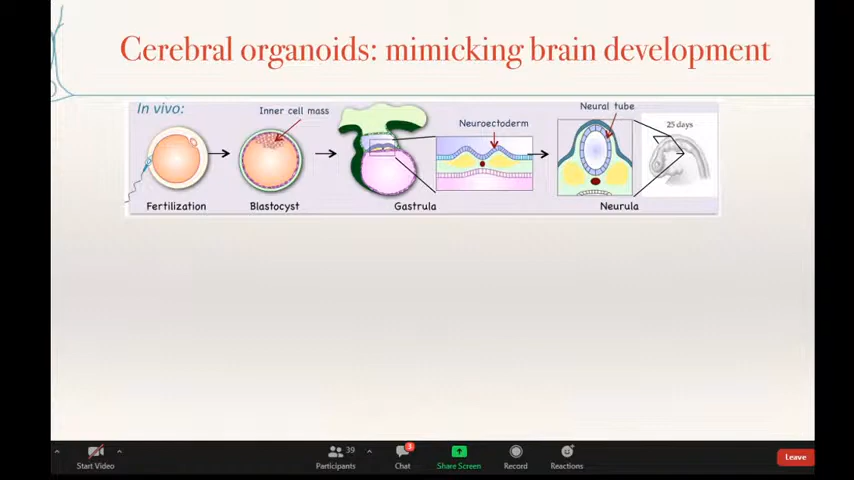 Cerebral organoids: mimicking brain development
In vivo:
Inner cell mass
Neuroectoderm
Neural tube
25 days
Fertilization
Blastocyst
Gastrula
Neurula
Start Video
39
Participants
3
Chat
Share Screen
Record
Reactions
Leave